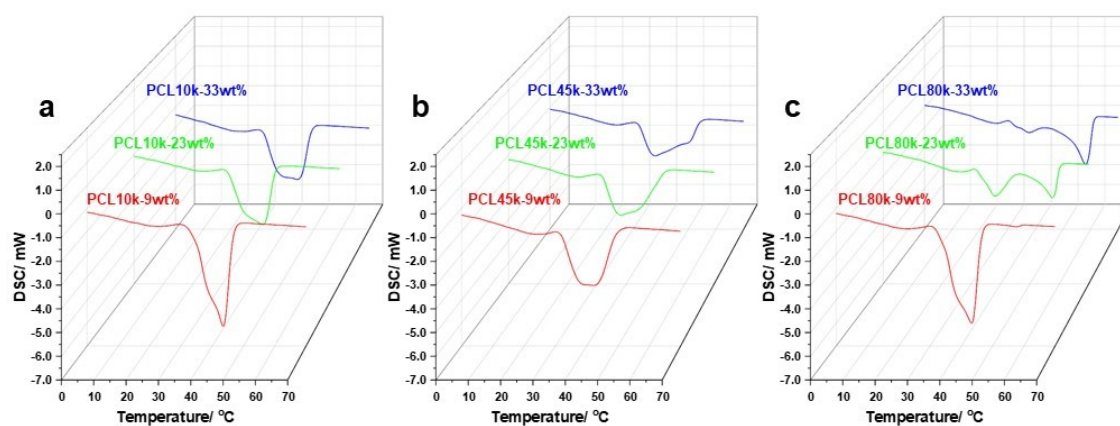 a
PCL10k-33wt%
PCL10k-23wt%
PCL10k-9wt%
2.0
1.0
0
-1.0
-2.0
-3.0
-4.0
-5.0
-6.0
-7.0
DSC/ mW
0 10 20 30 40 50 60 70
Temperature/ °C
b
PCL45k-33wt%
PCL45k-23wt%
PCL45k-9wt%
2.0
1.0
0
-1.0
-2.0
-3.0
-4.0
-5.0
-6.0
-7.0
DSC/ mW
0 10 20 30 40 50 60 70
Temperature/ °C
c
PCL80k-33wt%
PCL80k-23wt%
PCL80k-9wt%
2.0
1.0
0
-1.0
-2.0
-3.0
-4.0
-5.0
-6.0
-7.0
DSC/ mW
0 10 20 30 40 50 60 70
Temperature/ °C